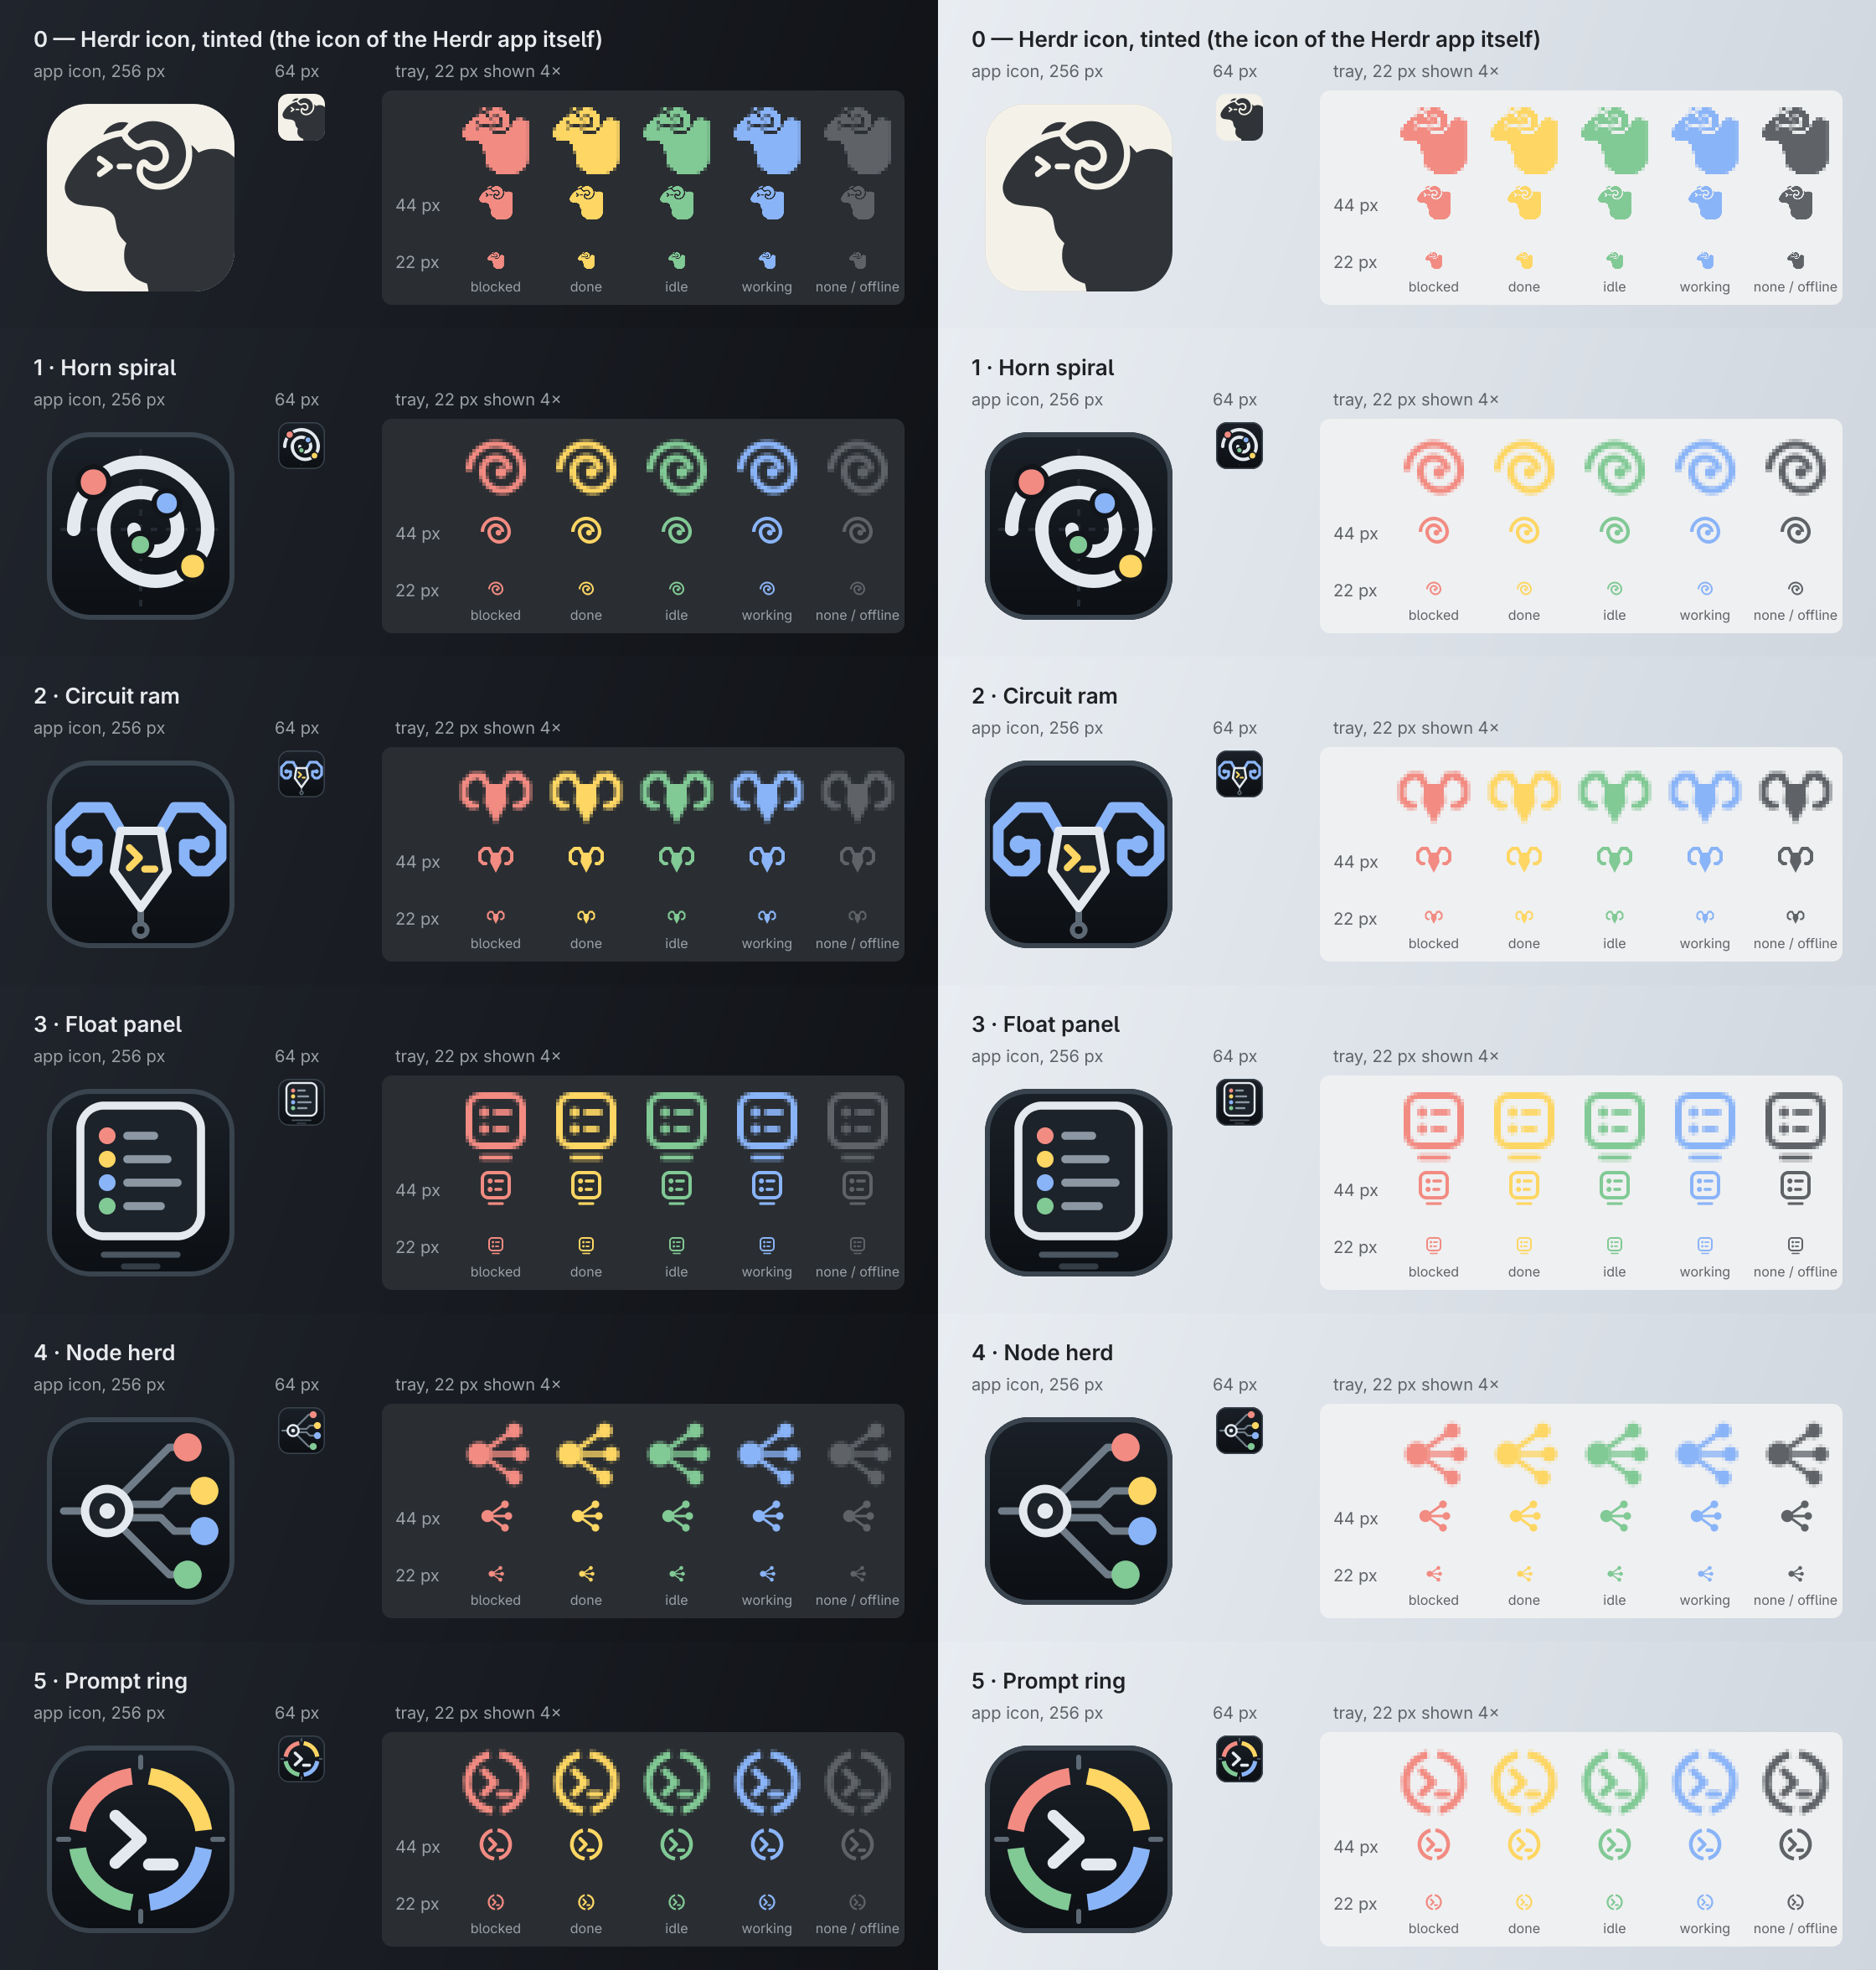 0 — Herdr icon, tinted (the icon of the Herdr app itself)
app icon, 256 px 64 px tray, 22 px shown 4×
44 px
22 px
blocked done idle working none / offline
1 · Horn spiral
app icon, 256 px 64 px tray, 22 px shown 4×
44 px
22 px
blocked done idle working none / offline
2 · Circuit ram
app icon, 256 px 64 px tray, 22 px shown 4×
44 px
22 px
blocked done idle working none / offline
3 · Float panel
app icon, 256 px 64 px tray, 22 px shown 4×
44 px
22 px
blocked done idle working none / offline
4 · Node herd
app icon, 256 px 64 px tray, 22 px shown 4×
44 px
22 px
blocked done idle working none / offline
5 · Prompt ring
app icon, 256 px 64 px tray, 22 px shown 4×
44 px
22 px
blocked done idle working none / offline
0 — Herdr icon, tinted (the icon of the Herdr app itself)
app icon, 256 px 64 px tray, 22 px shown 4×
44 px
22 px
blocked done idle working none / offline
1 · Horn spiral
app icon, 256 px 64 px tray, 22 px shown 4×
44 px
22 px
blocked done idle working none / offline
2 · Circuit ram
app icon, 256 px 64 px tray, 22 px shown 4×
44 px
22 px
blocked done idle working none / offline
3 · Float panel
app icon, 256 px 64 px tray, 22 px shown 4×
44 px
22 px
blocked done idle working none / offline
4 · Node herd
app icon, 256 px 64 px tray, 22 px shown 4×
44 px
22 px
blocked done idle working none / offline
5 · Prompt ring
app icon, 256 px 64 px tray, 22 px shown 4×
44 px
22 px
blocked done idle working none / offline